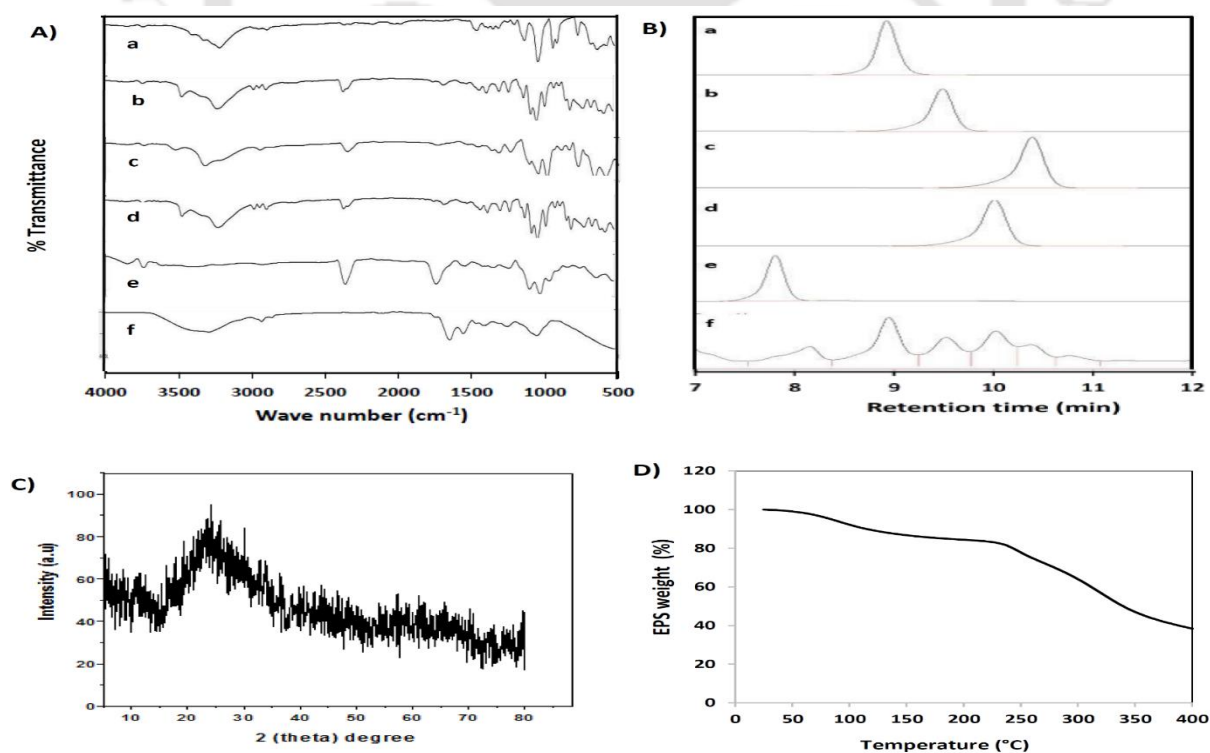 A)
a
b
c
d
e
f
% Transmittance
4000 3500 3000 2500 2000 1500 1000 500
Wave number (cm⁻¹)
B)
a
b
c
d
e
f
7 8 9 10 11 12
Retention time (min)
C)
100
80
60
40
20
0
Intensity (a.u)
10 20 30 40 50 60 70 80
2 (theta) degree
D)
120
100
80
60
40
20
0
EPS weight (%)
0 50 100 150 200 250 300 350 400
Temperature (°C)